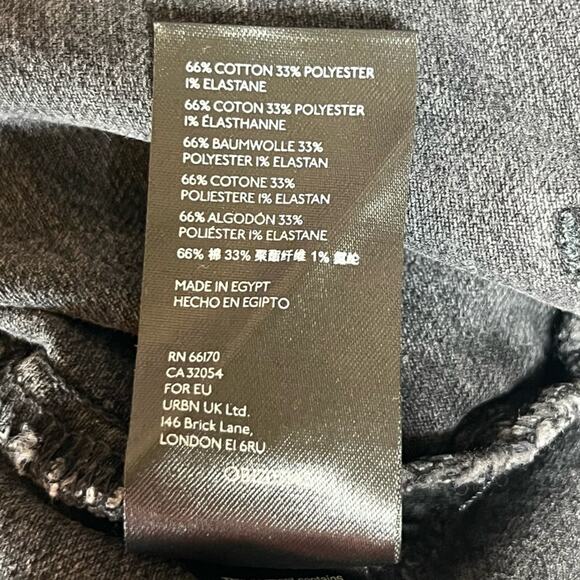 66% COTTON 33% POLYESTER
1% ELASTANE
66% COTON 33% POLYESTER
1% ÉLASTHANNE
66% BAUMWOLLE 33%
POLYESTER 1% ELASTAN
66% COTONE 33%
POLIESTERE 1% ELASTAN
66% ALGODÓN 33%
POLIÉSTER 1% ELASTANE
66% 棉 33% 聚酯纤维 1% 氨纶
MADE IN EGYPT
HECHO EN EGIPTO
RN 66170
CA 32054
FOR EU
URBN UK Ltd.
146 Brick Lane,
LONDON E1 6RU
contains